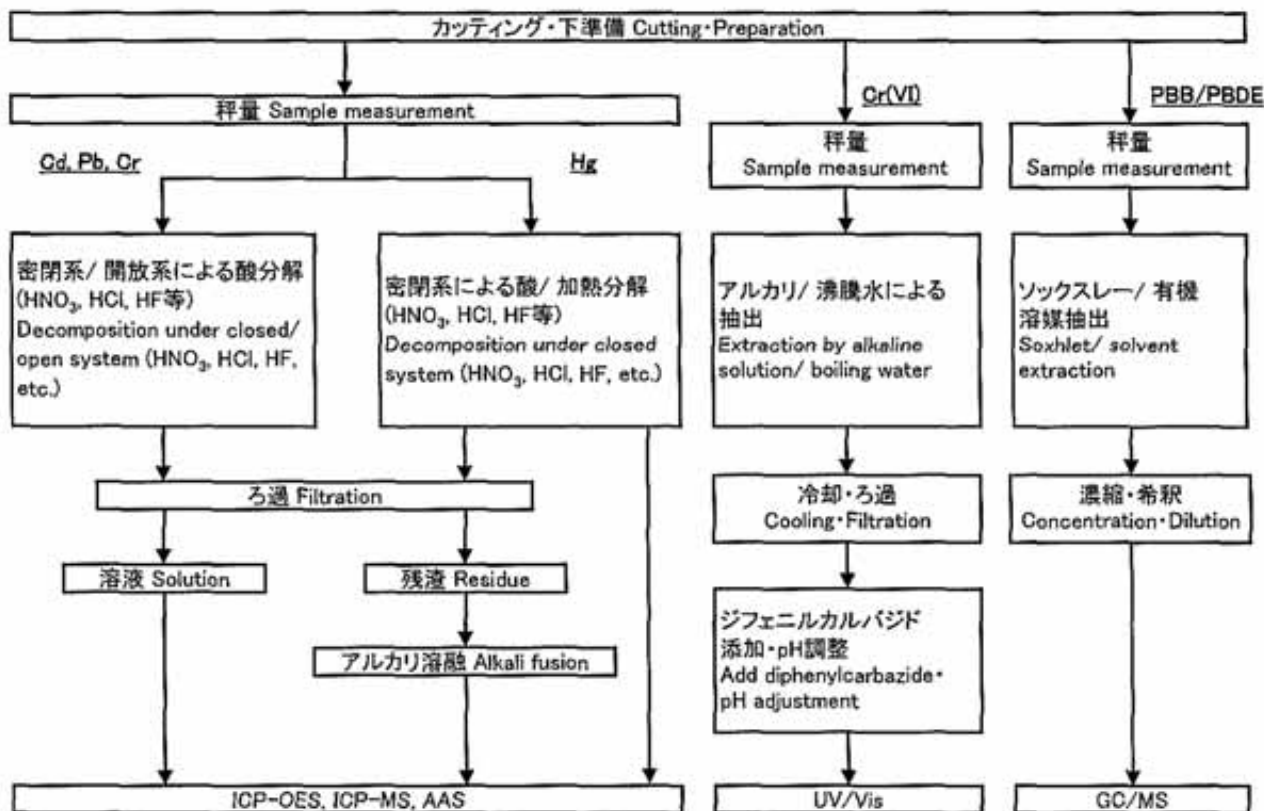 カッティング・下準備 Cutting・Preparation
秤量 Sample measurement
Cd, Pb, Cr
Hg
密閉系/ 開放系による酸分解
(HNO₃, HCl, HF等)
Decomposition under closed/
open system (HNO₃, HCl, HF,
etc.)
密閉系による酸/ 加熱分解
(HNO₃, HCl, HF等)
Decomposition under closed
system (HNO₃, HCl, HF, etc.)
ろ過 Filtration
溶液 Solution
残渣 Residue
アルカリ溶融 Alkali fusion
ICP-OES, ICP-MS, AAS
Cr(VI)
秤量
Sample measurement
アルカリ/ 沸騰水による
抽出
Extraction by alkaline
solution/ boiling water
冷却・ろ過
Cooling・Filtration
ジフェニルカルバジド
添加・pH調整
Add diphenylcarbazide・
pH adjustment
UV/Vis
PBB/PBDE
秤量
Sample measurement
ソックスレー/ 有機
溶媒抽出
Soxhlet/ solvent
extraction
濃縮・希釈
Concentration・Dilution
GC/MS